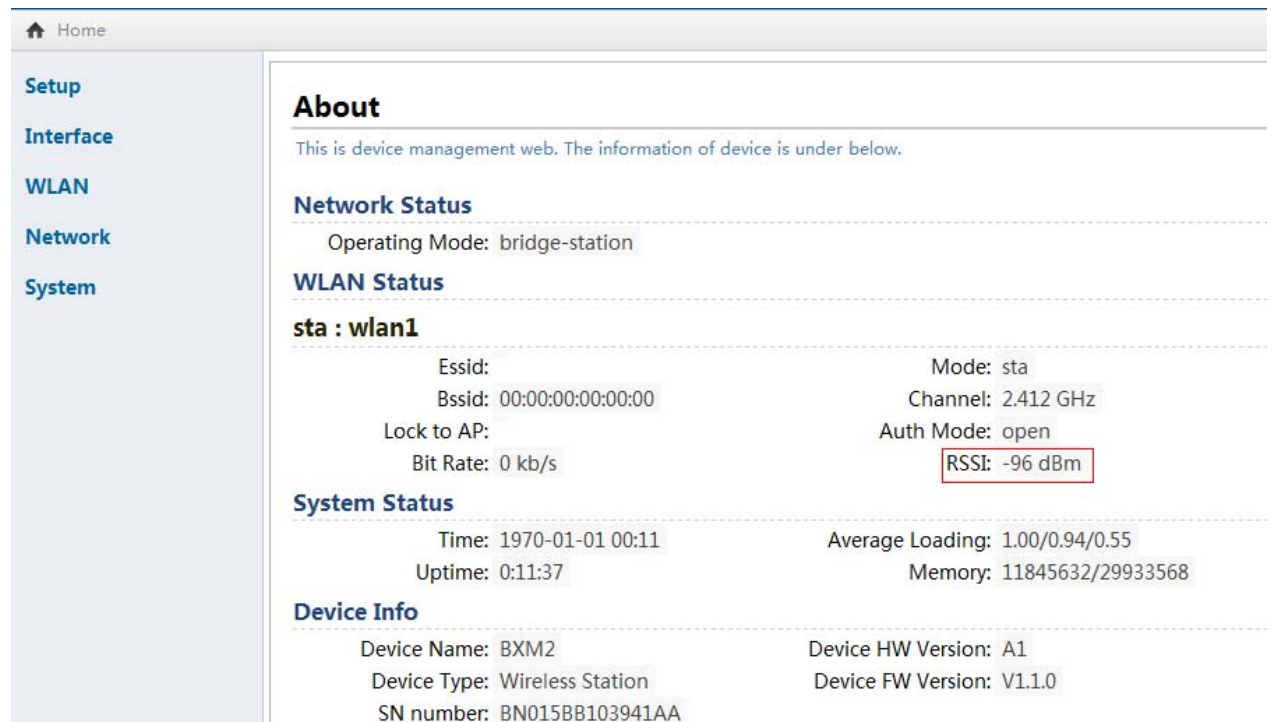 Home
Setup
Interface
WLAN
Network
System
About
This is device management web. The information of device is under below.
Network Status
Operating Mode: bridge-station
WLAN Status
sta : wlan1
Essid: Mode: sta
Bssid: 00:00:00:00:00:00 Channel: 2.412 GHz
Lock to AP: Auth Mode: open
Bit Rate: 0 kb/s RSSI: -96 dBm
System Status
Time: 1970-01-01 00:11 Average Loading: 1.00/0.94/0.55
Uptime: 0:11:37 Memory: 11845632/29933568
Device Info
Device Name: BXM2 Device HW Version: A1
Device Type: Wireless Station Device FW Version: V1.1.0
SN number: BN015BB103941AA